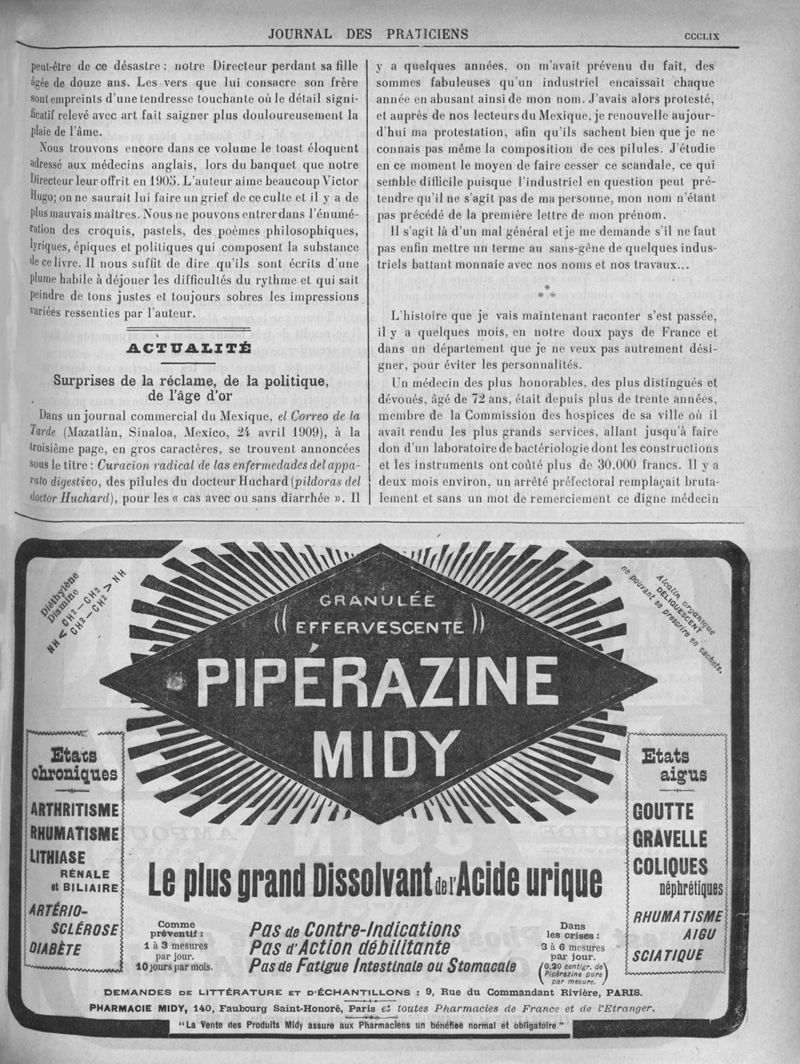 JOURNAL DES PRATICIENS
CCCLIX
peut-être de ce désastre : notre Directeur perdant sa fille
âgée de douze ans. Les vers que lui consacre son frère
sont empreints d'une tendresse touchante où le détail signi-
ficatif relevé avec art fait saigner plus douloureusement la
plaie de l'âme.
Nous trouvons encore dans ce volume le toast éloquent
adressé aux médecins anglais, lors du banquet que notre
Directeur leur offrit en 1905. L'auteur aime beaucoup Victor
Hugo; on ne saurait lui faire un grief de ce culte et il y a de
plus mauvais maîtres. Nous ne pouvons entrer dans l'énumé-
ration des croquis, pastels, des poèmes philosophiques,
lyriques, épiques et politiques qui composent la substance
de ce livre. Il nous suffit de dire qu'ils sont écrits d'une
plume habile à déjouer les difficultés du rythme et qui sait
peindre de tons justes et toujours sobres les impressions
variées ressenties par l'auteur.
ACTUALITÉ
Surprises de la réclame, de la politique,
de l'âge d'or
Dans un journal commercial du Mexique, el Correo de la
Tarde (Mazatlàn, Sinaloa, Mexico, 24 avril 1909), à la
troisième page, en gros caractères, se trouvent annoncées
sous le titre : Curacion radical de las enfermedades del appa-
rato digestivo, des pilules du docteur Huchard (pildoras del
doctor Huchard), pour les « cas avec ou sans diarrhée ». Il
y a quelques années, on m'avait prévenu du fait, des
sommes fabuleuses qu'un industriel encaissait chaque
année en abusant ainsi de mon nom. J'avais alors protesté,
et auprès de nos lecteurs du Mexique, je renouvelle aujour-
d'hui ma protestation, afin qu'ils sachent bien que je ne
connais pas même la composition de ces pilules. J'étudie
en ce moment le moyen de faire cesser ce scandale, ce qui
semble difficile puisque l'industriel en question peut pré-
tendre qu'il ne s'agit pas de ma personne, mon nom n'étant
pas précédé de la première lettre de mon prénom.
Il s'agit là d'un mal général et je me demande s'il ne faut
pas enfin mettre un terme au sans-gêne de quelques indus-
triels battant monnaie avec nos noms et nos travaux...
*
* *
L'histoire que je vais maintenant raconter s'est passée,
il y a quelques mois, en notre doux pays de France et
dans un département que je ne veux pas autrement dési-
gner, pour éviter les personnalités.
Un médecin des plus honorables, des plus distingués et
dévoués, âgé de 72 ans, était depuis plus de trente années,
membre de la Commission des hospices de sa ville où il
avait rendu les plus grands services, allant jusqu'à faire
don d'un laboratoire de bactériologie dont les constructions
et les instruments ont coûté plus de 30.000 francs. Il y a
deux mois environ, un arrêté préfectoral remplaçait bruta-
lement et sans un mot de remerciement ce digne médecin
Diéthylène
Diamine
NH < CH2-CH2 > NH
CH2-CH2
Alcalin organique
DÉLIQUESCENT
ne pouvant se prescrire en cachets.
GRANULÉE
(( EFFERVESCENTE ))
PIPÉRAZINE
MIDY
Etats
chroniques
ARTHRITISME
RHUMATISME
LITHIASE
RÉNALE
et BILIAIRE
ARTÉRIO-
SCLÉROSE
DIABÈTE
Etats
aigus
GOUTTE
GRAVELLE
COLIQUES
néphrétiques
RHUMATISME
AIGU
SCIATIQUE
Le plus grand Dissolvant de l'Acide urique
Comme
préventif :
1 à 3 mesures
par jour.
10 jours par mois.
Pas de Contre-Indications
Pas d'Action débilitante
Pas de Fatigue Intestinale ou Stomacale
Dans
les crises :
3 à 6 mesures
par jour.
(0.20 centigr. de
Pipérazine pure
par mesure.)
DEMANDES DE LITTÉRATURE ET D'ÉCHANTILLONS : 9, Rue du Commandant Rivière, PARIS.
PHARMACIE MIDY, 140, Faubourg Saint-Honoré, Paris et toutes Pharmacies de France et de l'Etranger.
"La Vente des Produits Midy assure aux Pharmaciens un bénéfice normal et obligatoire."